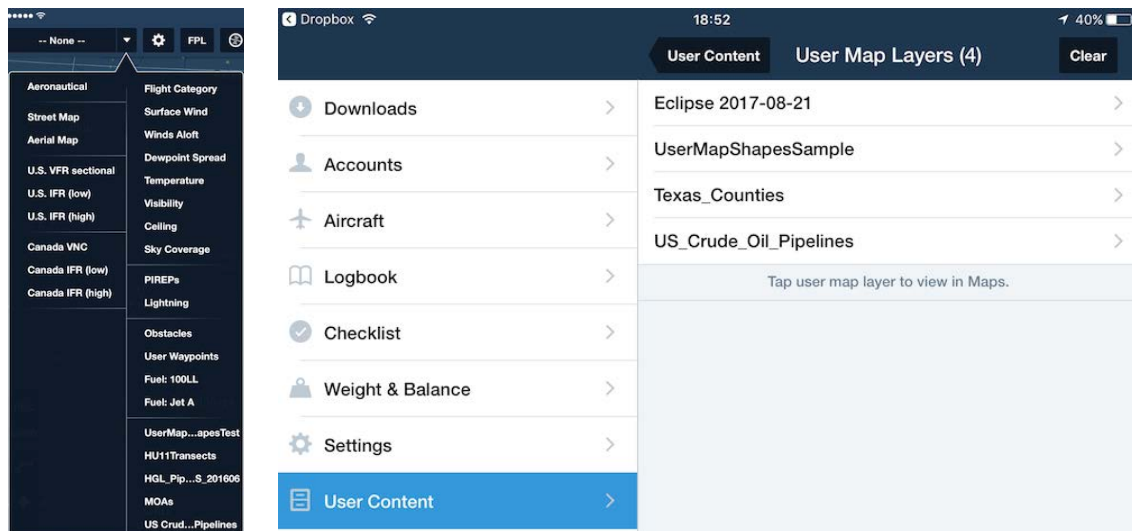 -- None --
FPL
Aeronautical
Street Map
Aerial Map
U.S. VFR sectional
U.S. IFR (low)
U.S. IFR (high)
Canada VNC
Canada IFR (low)
Canada IFR (high)
Flight Category
Surface Wind
Winds Aloft
Dewpoint Spread
Temperature
Visibility
Ceiling
Sky Coverage
PIREPs
Lightning
Obstacles
User Waypoints
Fuel: 100LL
Fuel: Jet A
UserMap...apesTest
HU11Transects
HGL_Pip...S_201606
MOAs
US Crud...Pipelines
Dropbox
18:52
40%
User Content
User Map Layers (4)
Clear
Downloads
Accounts
Aircraft
Logbook
Checklist
Weight & Balance
Settings
User Content
Eclipse 2017-08-21
UserMapShapesSample
Texas_Counties
US_Crude_Oil_Pipelines
Tap user map layer to view in Maps.